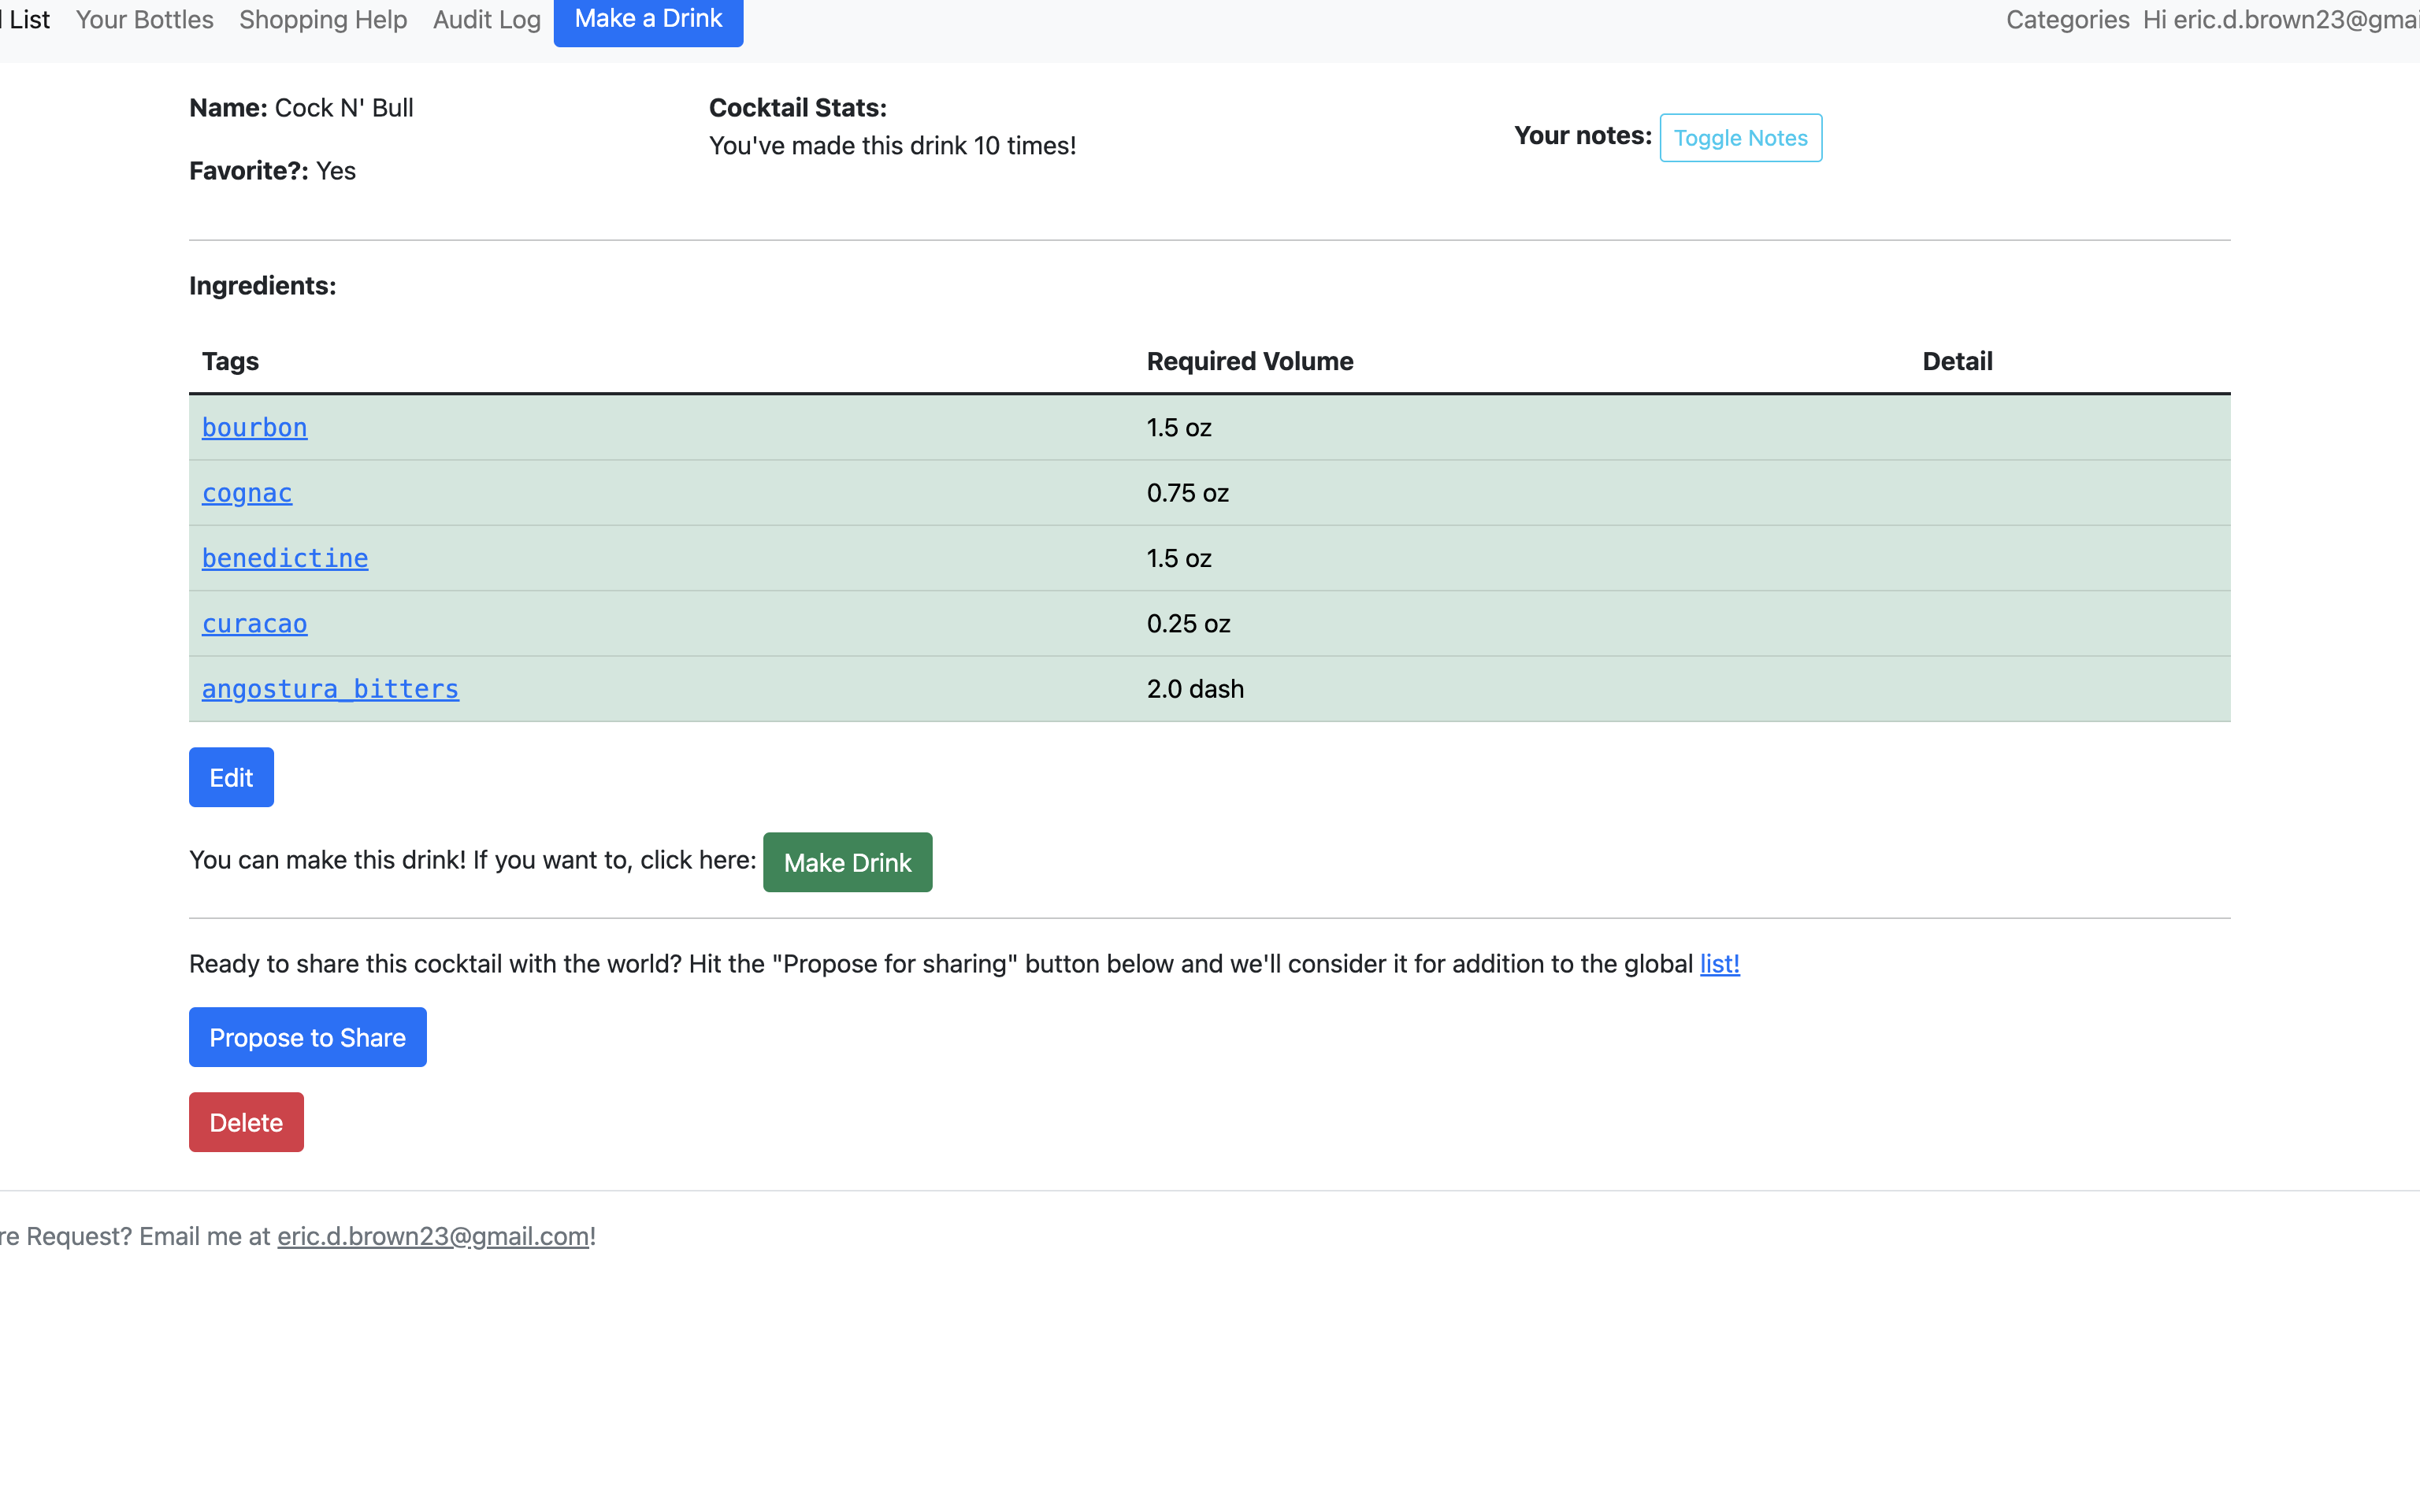 List Your Bottles Shopping Help Audit Log Make a Drink Categories Hi
Name: Cock N' Bull
Favorite?: Yes
Cocktail Stats:
You've made this drink 10 times!
Your notes: Toggle Notes
Ingredients:
Tags Required Volume Detail
bourbon 1.5 oz
cognac 0.75 oz
benedictine 1.5 oz
curacao 0.25 oz
angostura_bitters 2.0 dash
Edit
You can make this drink! If you want to, click here: Make Drink
Ready to share this cocktail with the world? Hit the "Propose for sharing" button below and we'll consider it for addition to the global list!
Propose to Share
Delete
Request? Email me at eric.d.brown23@gmail.com!